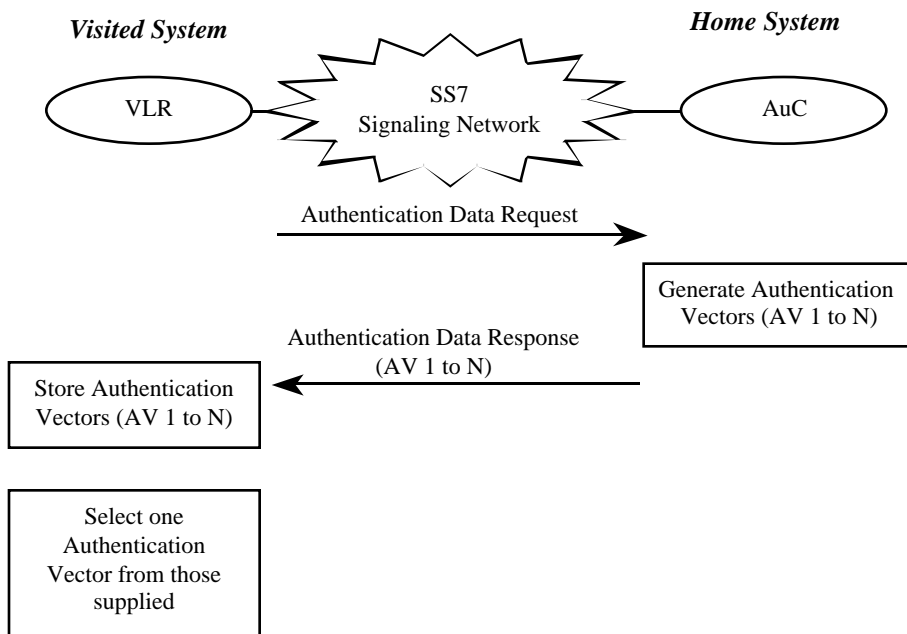 Visited System
Home System
VLR
SS7
Signaling Network
AuC
Authentication Data Request
Generate Authentication
Vectors (AV 1 to N)
Authentication Data Response
(AV 1 to N)
Store Authentication
Vectors (AV 1 to N)
Select one
Authentication
Vector from those
supplied